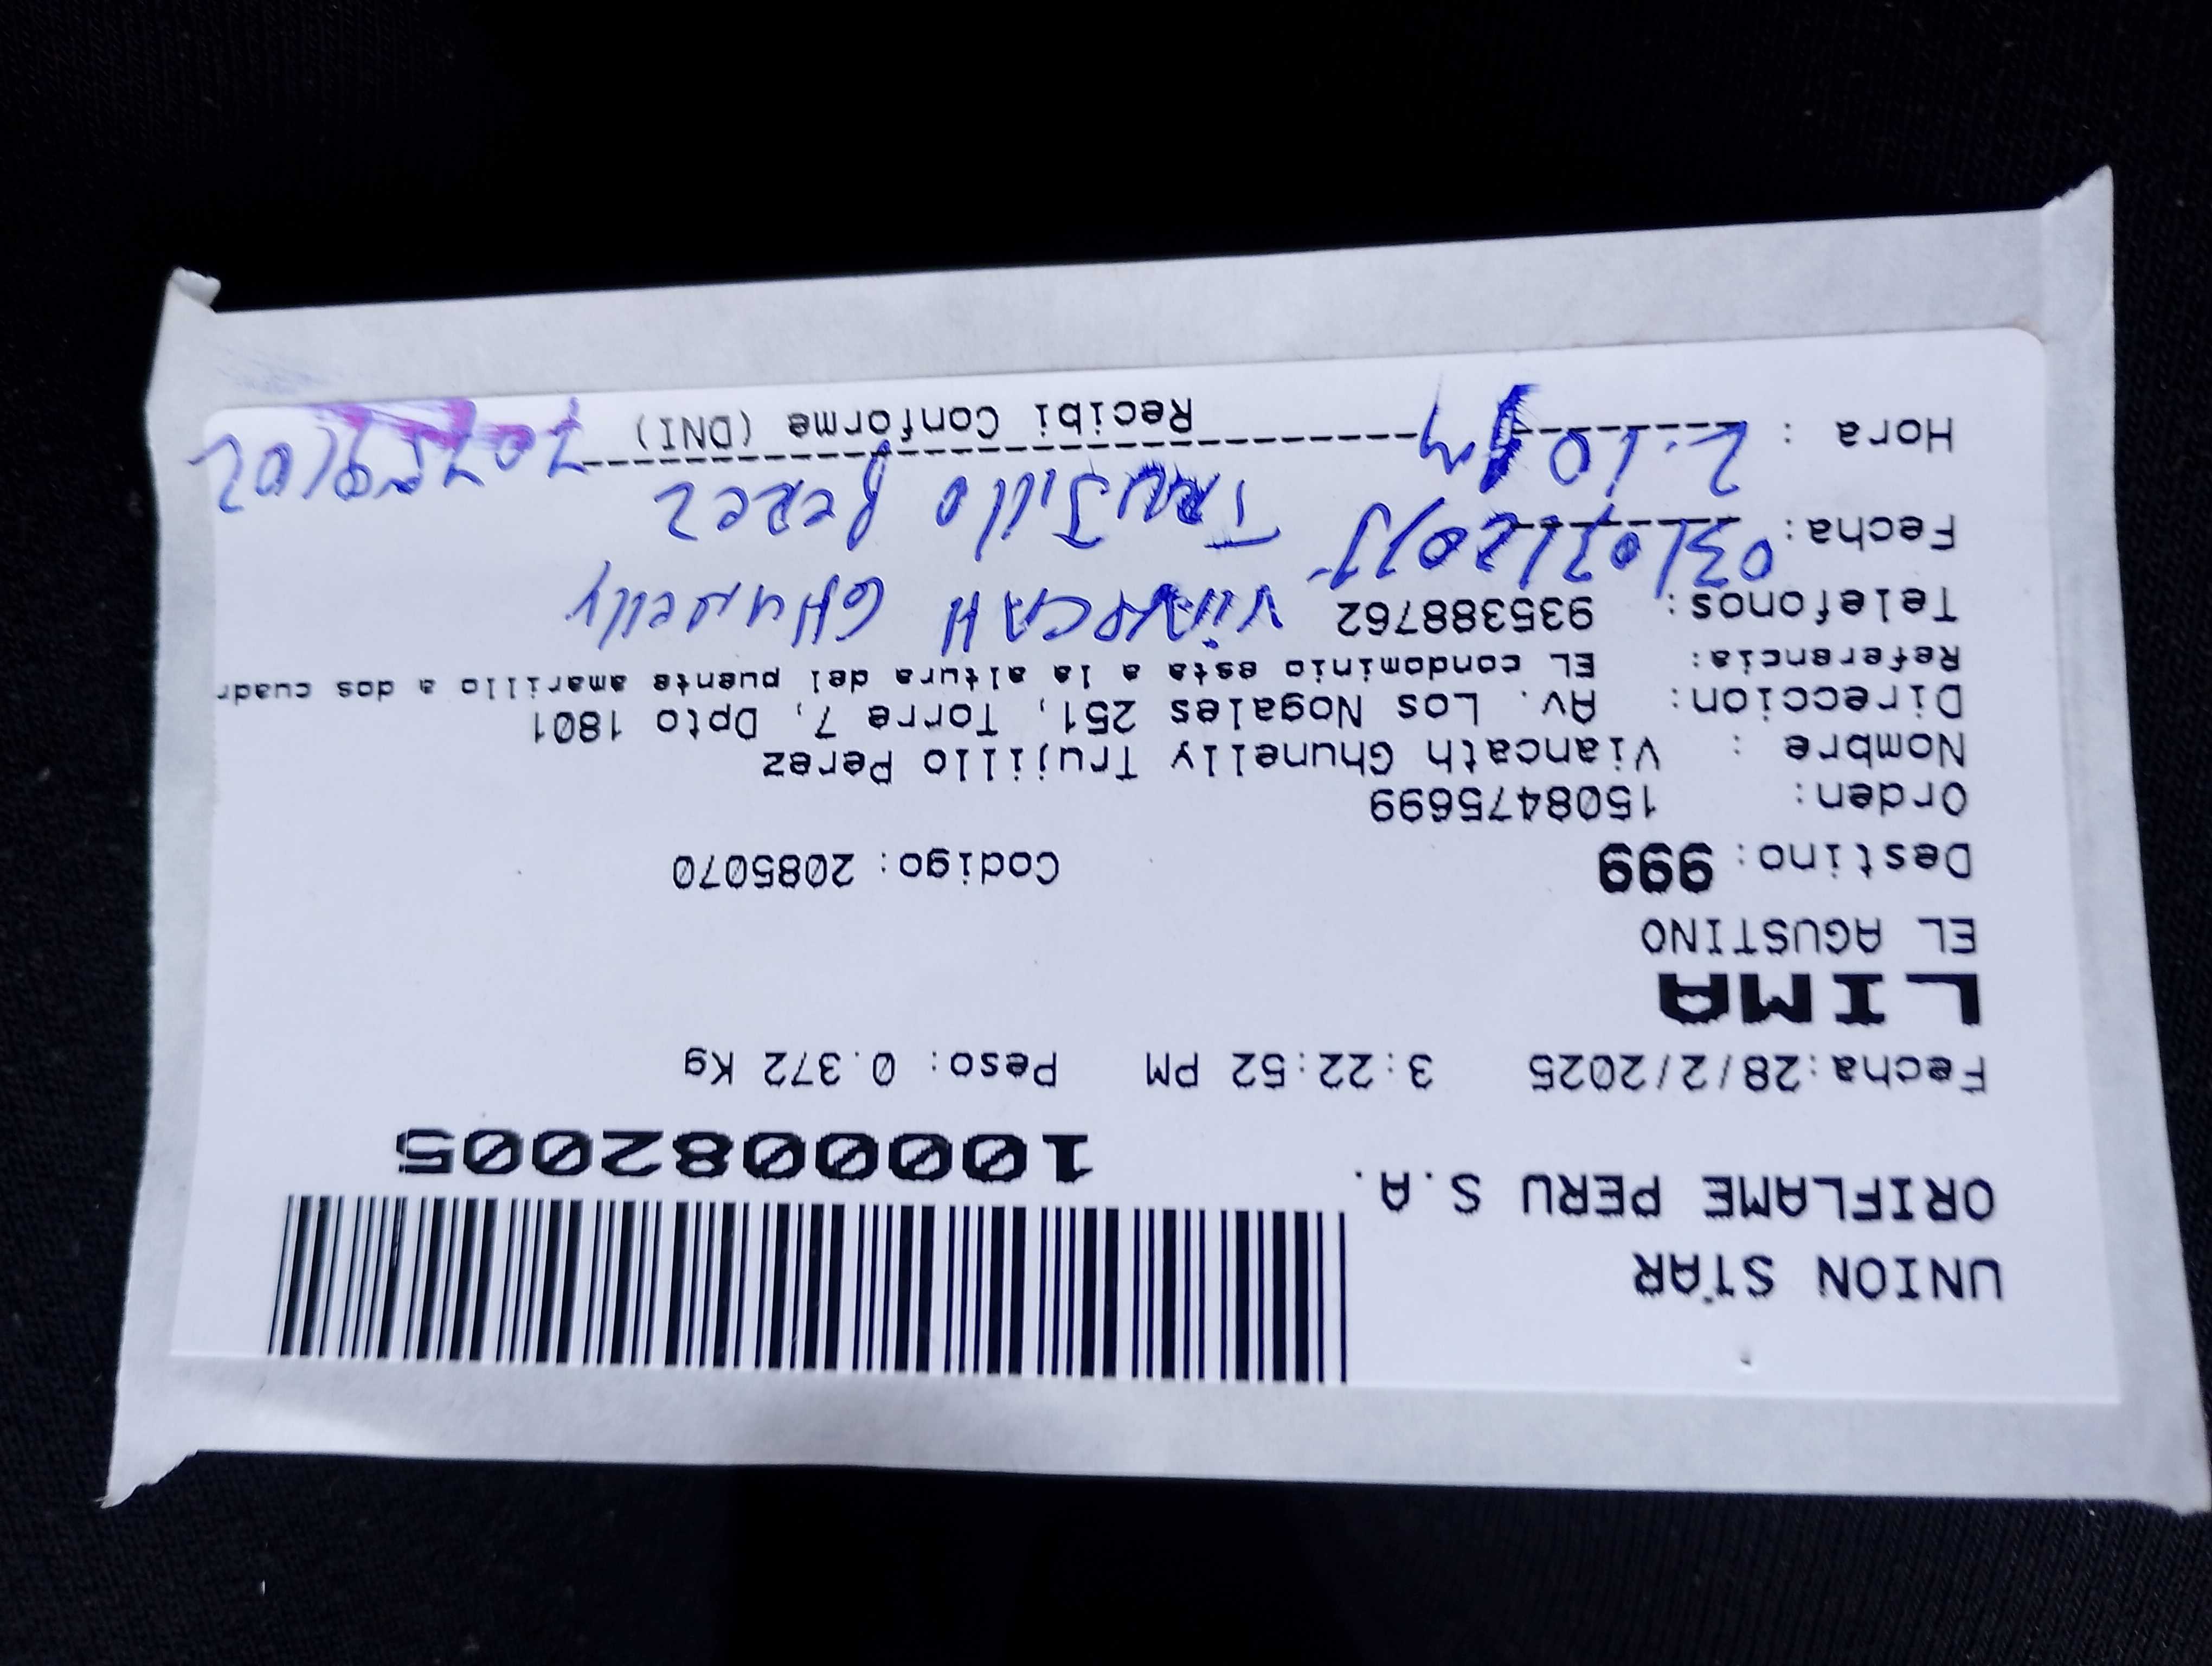 UNION STAR
ORIFLAME PERU S.A.
10000082005
Fecha:28/2/2025 3:22:52 PM Peso: 0.372 Kg
LIMA
EL AGUSTINO
Destino: 999 Codigo: 2085070
Orden: 1508475699
Nombre : Viancath Ghunelly Trujillo Perez
Direccion: Av. Los Nogales 251, Torre 7, Dpto 1801
Referencia: EL condominio esta a la altura del puente amarillo a dos cuadr
Telefonos: 935388762 Ghunelly
Fecha: 03/03/2025 TRUJillo PEREZ
Hora : 2:10 Pm
Recibi Conforme (DNI)